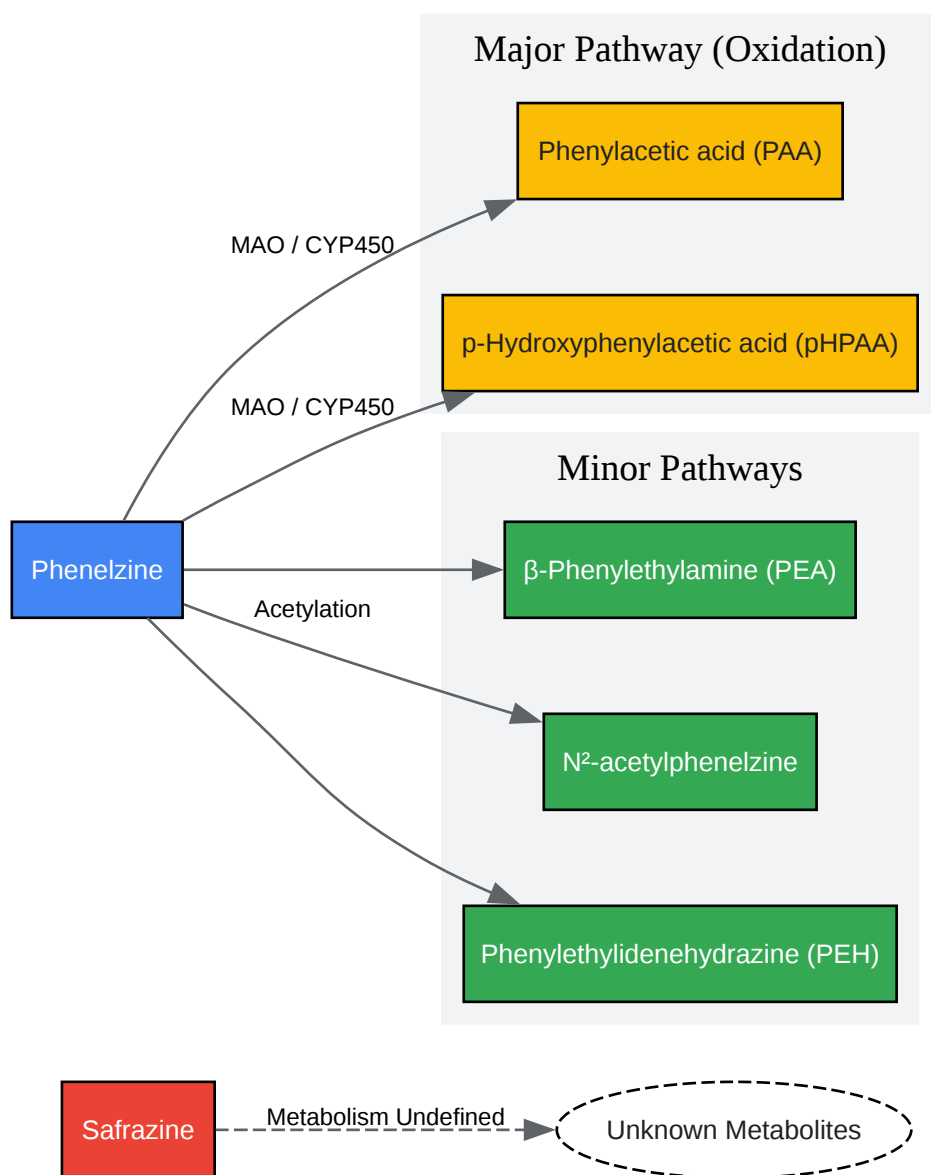 Major Pathway (Oxidation)
Phenylacetic acid (PAA)
MAO / CYP450
p-Hydroxyphenylacetic acid (pHPAA)
MAO / CYP450
Minor Pathways
Phenelzine
β-Phenylethylamine (PEA)
Acetylation
N²-acetylphenelzine
Phenylethylidenehydrazine (PEH)
Safrazine
Metabolism Undefined
Unknown Metabolites